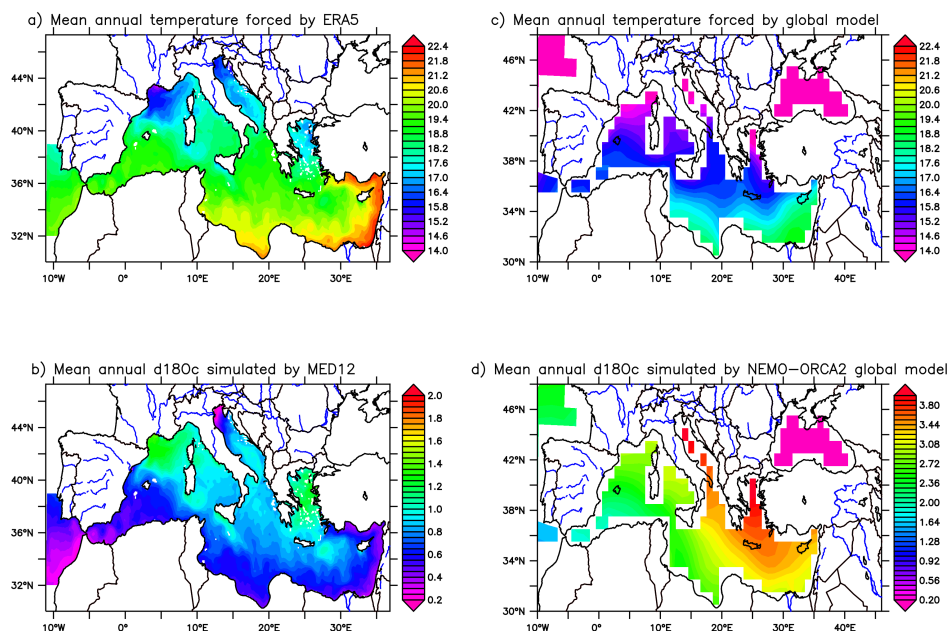 a) Mean annual temperature forced by ERA5
44°N
40°N
36°N
32°N
10°W
0°
10°E
20°E
30°E
22.4
21.8
21.2
20.6
20.0
19.4
18.8
18.2
17.6
17.0
16.4
15.8
15.2
14.6
14.0
c) Mean annual temperature forced by global model
46°N
42°N
38°N
34°N
30°N
10°W
0°
10°E
20°E
30°E
40°E
22.4
21.8
21.2
20.6
20.0
19.4
18.8
18.2
17.6
17.0
16.4
15.8
15.2
14.6
14.0
b) Mean annual d180c simulated by MED12
44°N
40°N
36°N
32°N
10°W
0°
10°E
20°E
30°E
2.0
1.8
1.6
1.4
1.2
1.0
0.8
0.6
0.4
0.2
d) Mean annual d180c simulated by NEMO-ORCA2 global model
46°N
42°N
38°N
34°N
30°N
10°W
0°
10°E
20°E
30°E
40°E
3.80
3.44
3.08
2.72
2.36
2.00
1.64
1.28
0.92
0.56
0.20